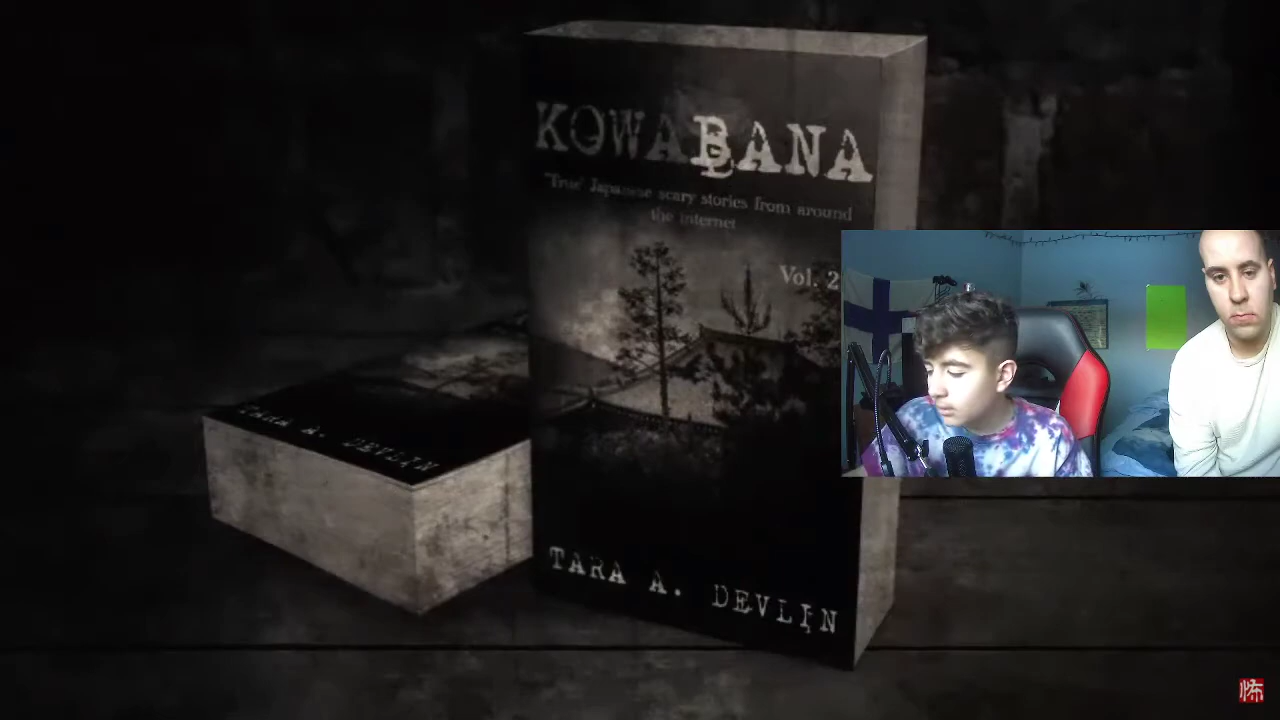 KOWABANA
"True" Japanese scary stories from around
the internet
Vol. 2
TARA A. DEVLIN
TARA A. DEVLIN
怖